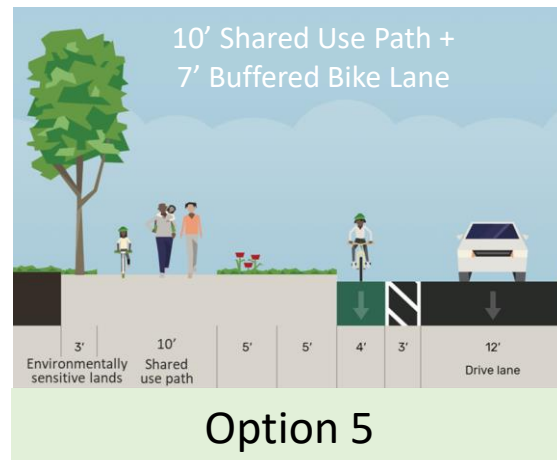 10’ Shared Use Path +
7’ Buffered Bike Lane
3’ 10’ 5’ 5’ 4’ 3’ 12’
Environmentally sensitive lands
Shared use path
Drive lane
Option 5